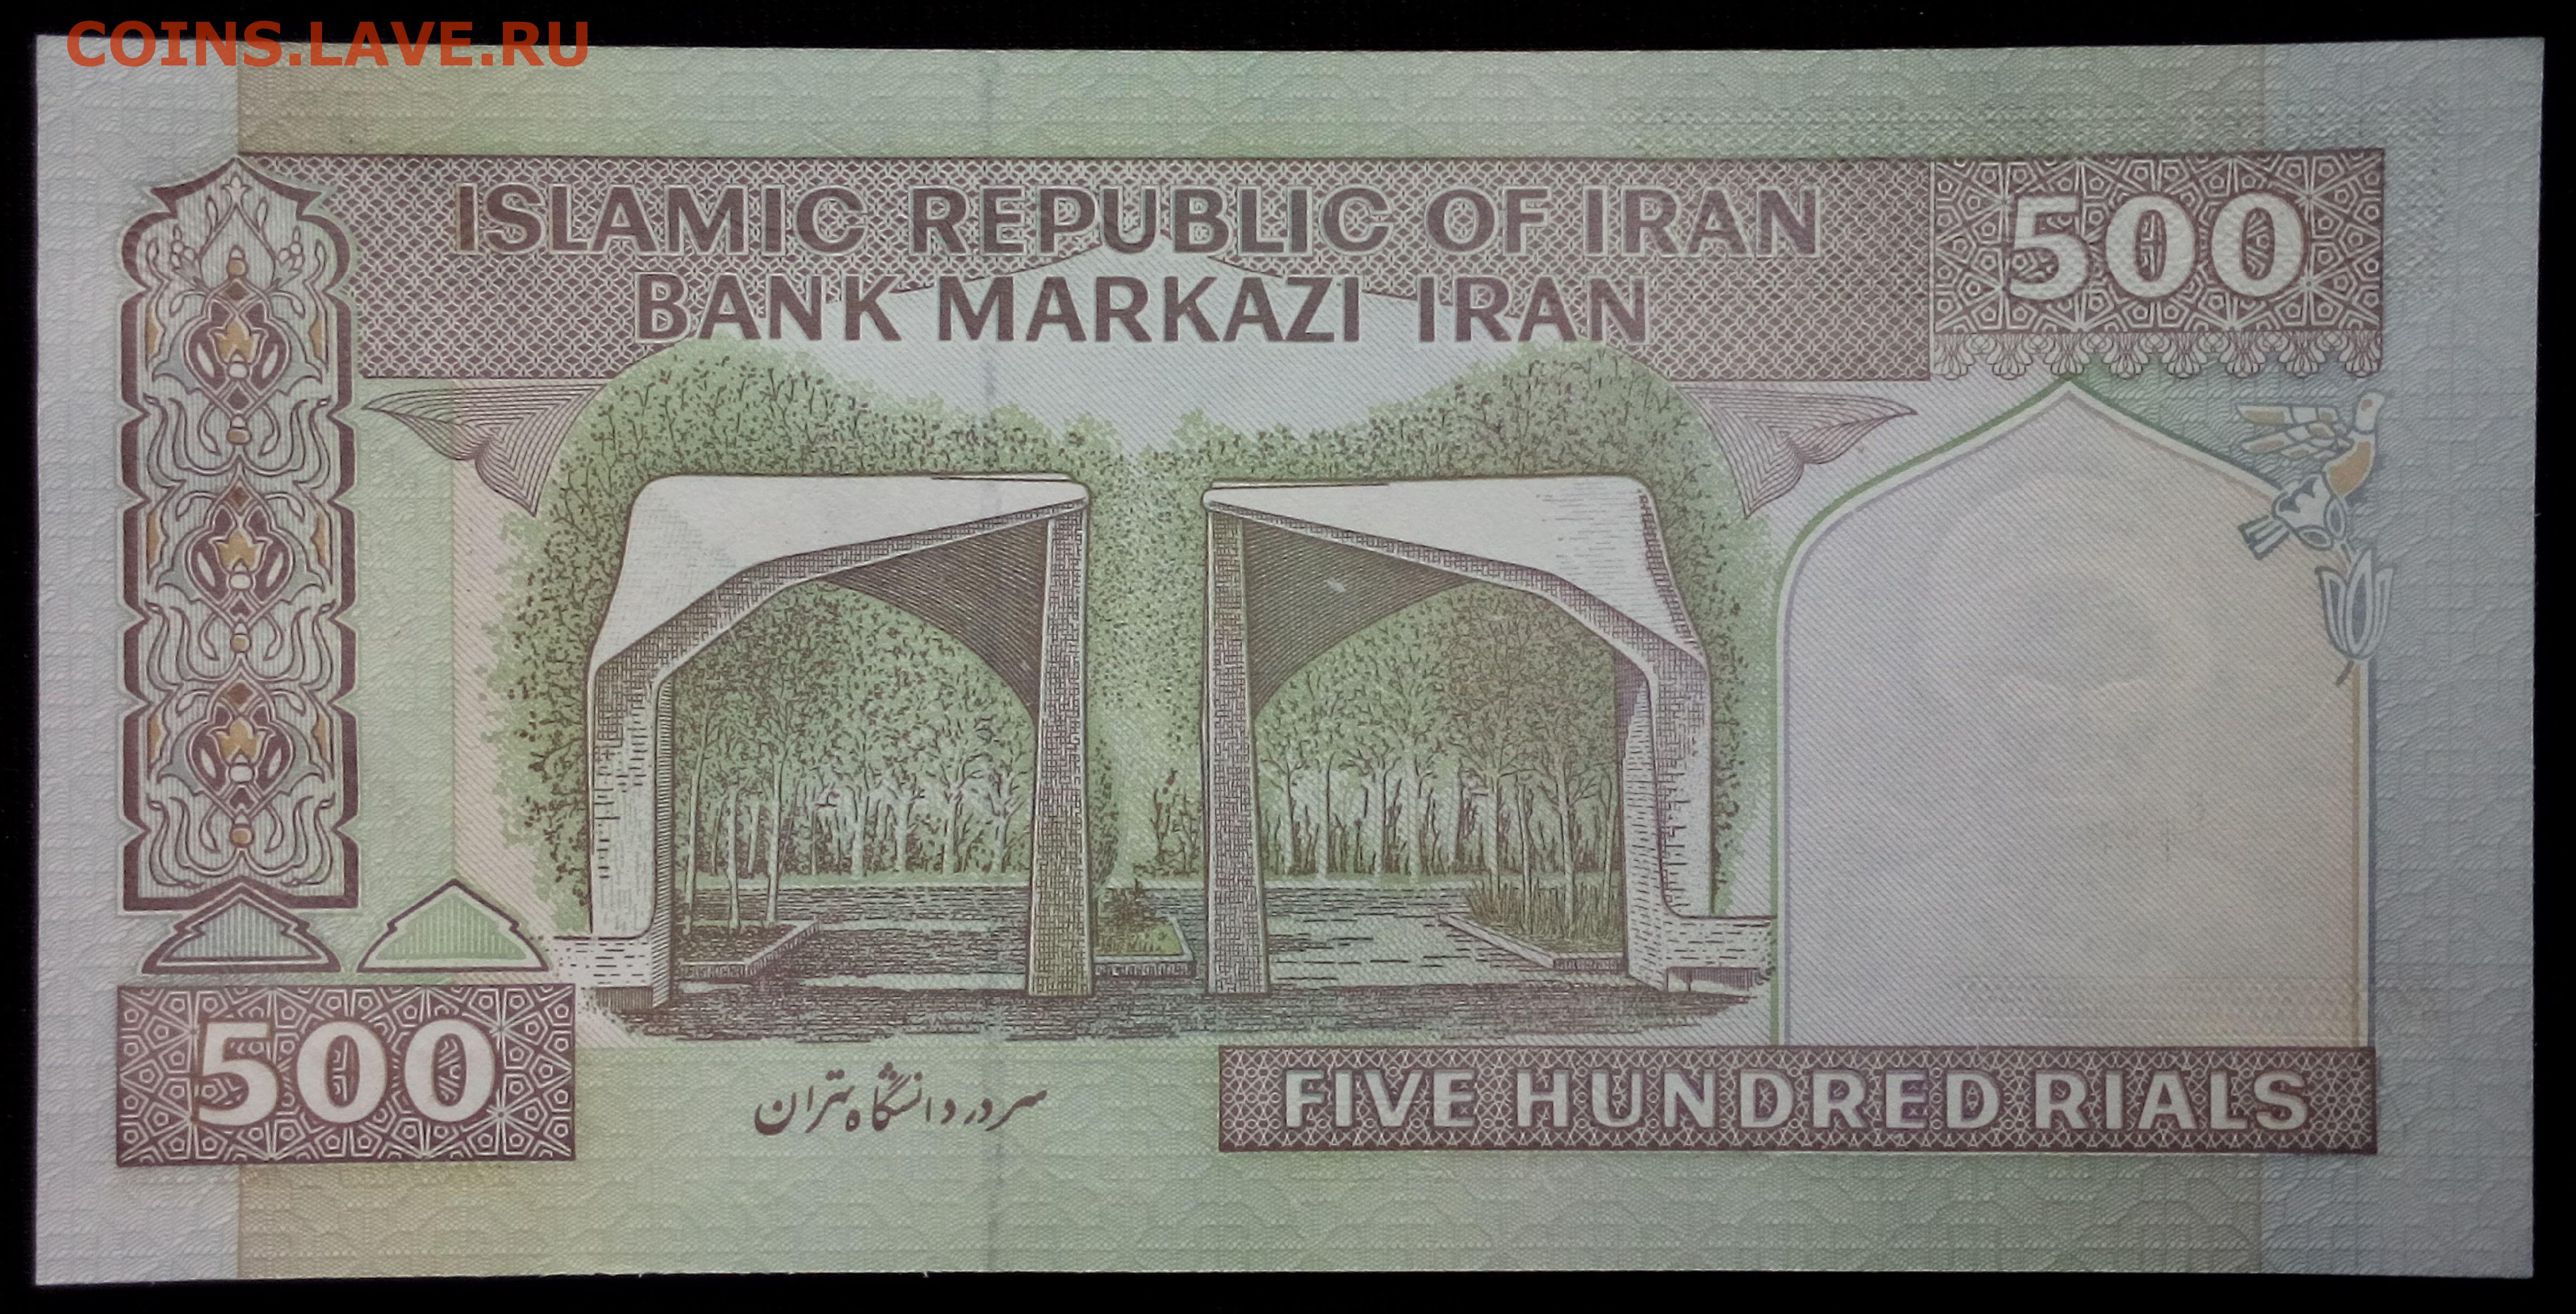 COINS.LAVE.RU
ISLAMIC REPUBLIC OF IRAN
500
BANK MARKAZI IRAN
500
سردر دانشگاه تهران
FIVE HUNDRED RIALS